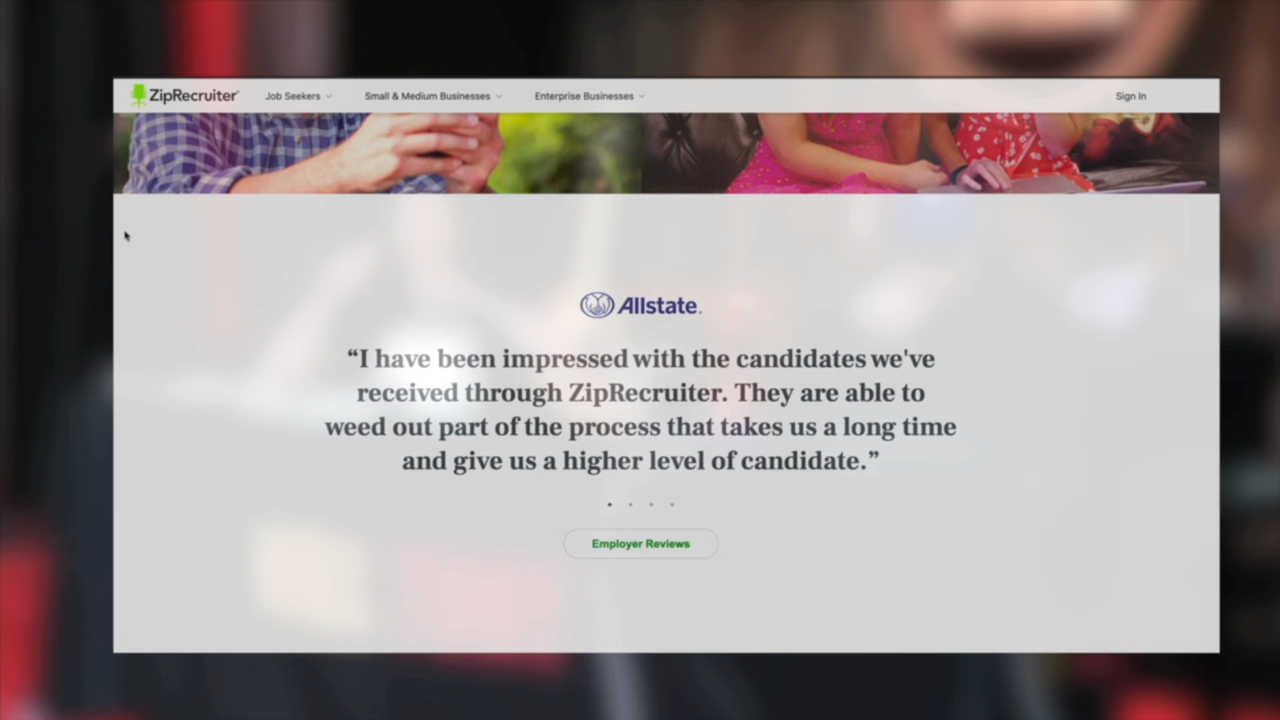 ZipRecruiter
Job Seekers
Small & Medium Businesses
Enterprise Businesses
Sign In
Allstate.
“I have been impressed with the candidates we've
received through ZipRecruiter. They are able to
weed out part of the process that takes us a long time
and give us a higher level of candidate.”
Employer Reviews